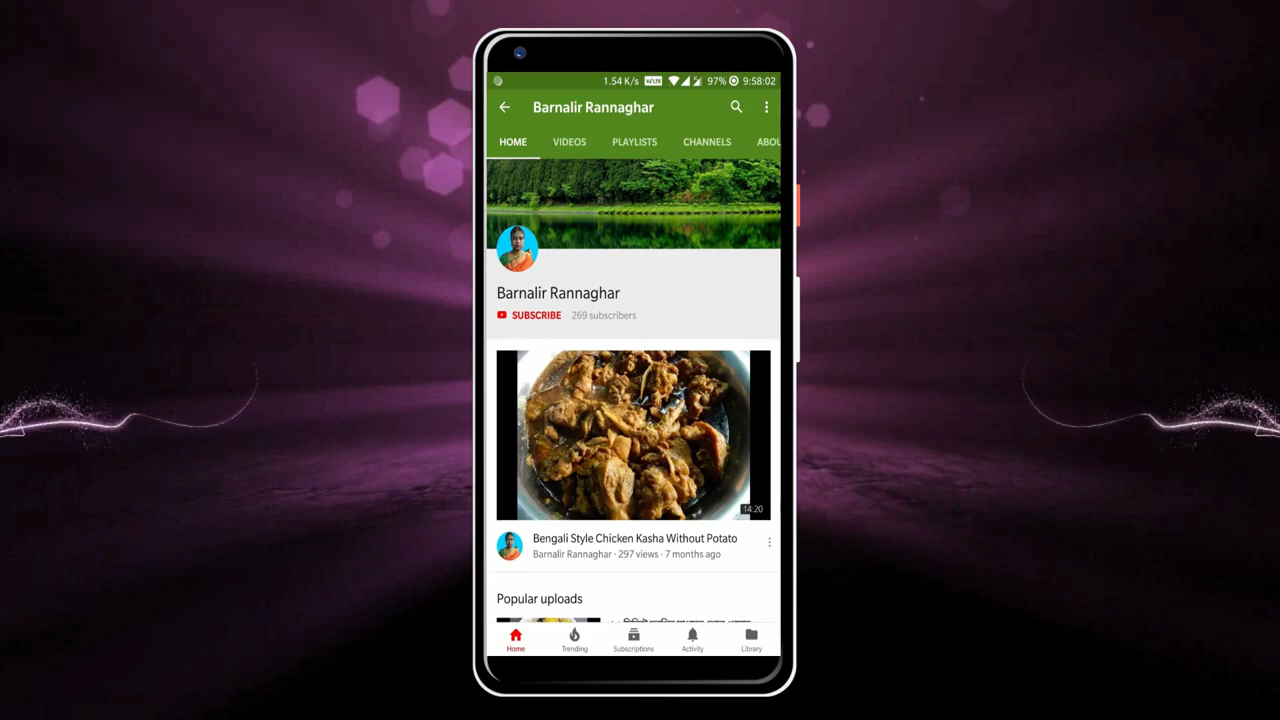 1.54 K/s VoLTE 97% 9:58:02
Barnalir Rannaghar
HOME VIDEOS PLAYLISTS CHANNELS ABOU
Barnalir Rannaghar
SUBSCRIBE 269 subscribers
14:20
Bengali Style Chicken Kasha Without Potato
Barnalir Rannaghar · 297 views · 7 months ago
Popular uploads
Home Trending Subscriptions Activity Library